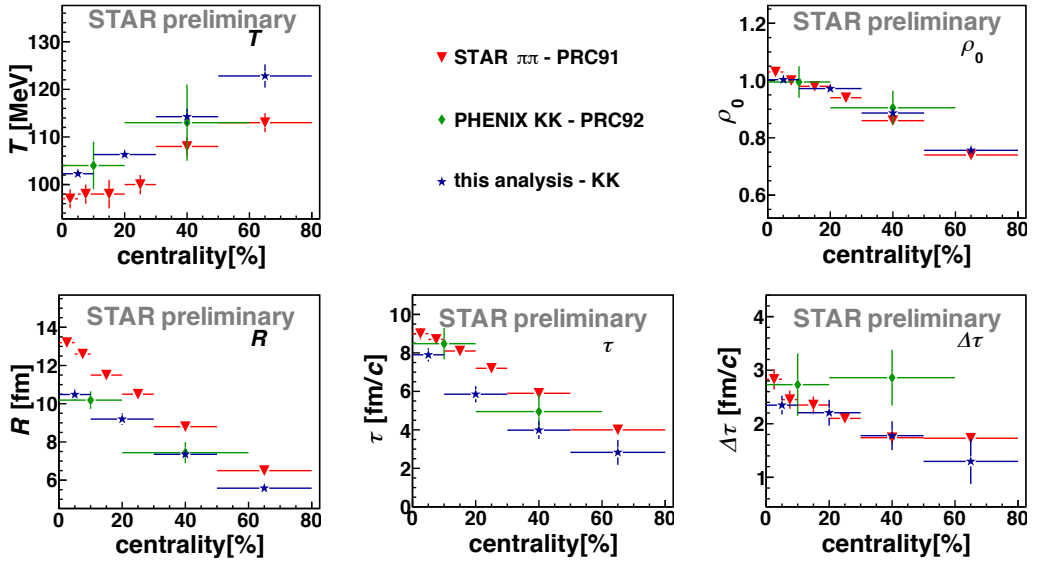 STAR preliminary
T
T [MeV]
130
120
110
100
0 20 40 60 80
centrality[%]
STAR ππ - PRC91
PHENIX KK - PRC92
this analysis - KK
STAR preliminary
ρ0
ρ0
1.2
1.0
0.8
0.6
0 20 40 60 80
centrality[%]
STAR preliminary
R
R [fm]
14
12
10
8
6
0 20 40 60 80
centrality[%]
STAR preliminary
τ
τ [fm/c]
10
8
6
4
2
0
0 20 40 60 80
centrality[%]
STAR preliminary
Δτ
Δτ [fm/c]
4
3
2
1
0 20 40 60 80
centrality[%]